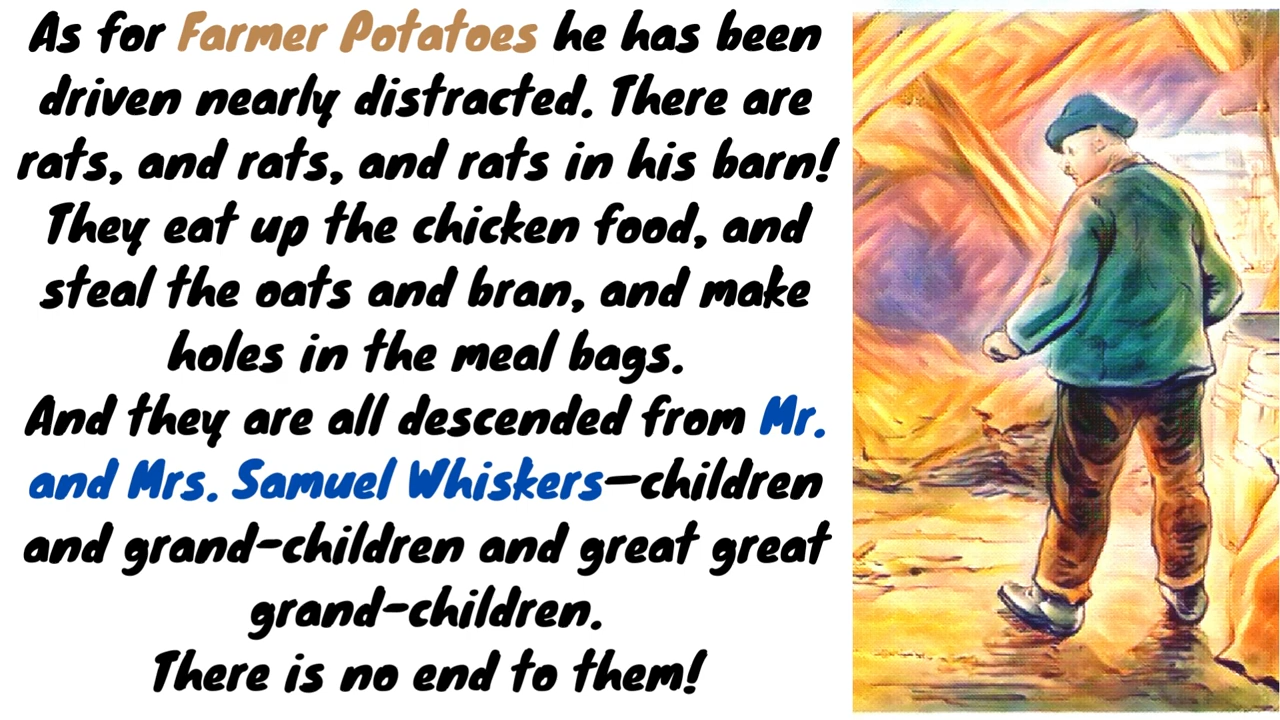 As for Farmer Potatoes he has been
driven nearly distracted. There are
rats, and rats, and rats in his barn!
They eat up the chicken food, and
steal the oats and bran, and make
holes in the meal bags.
And they are all descended from Mr.
and Mrs. Samuel Whiskers—children
and grand-children and great great
grand-children.
There is no end to them!